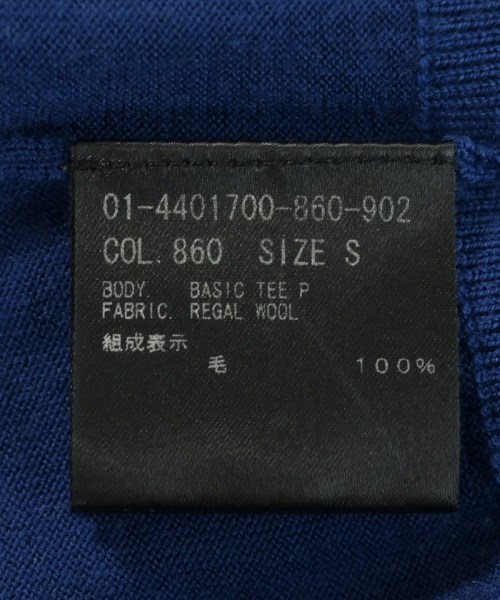 01-4401700-860-902
COL. 860 SIZE S
BODY. BASIC TEE P
FABRIC. REGAL WOOL
組成表示
毛 100%